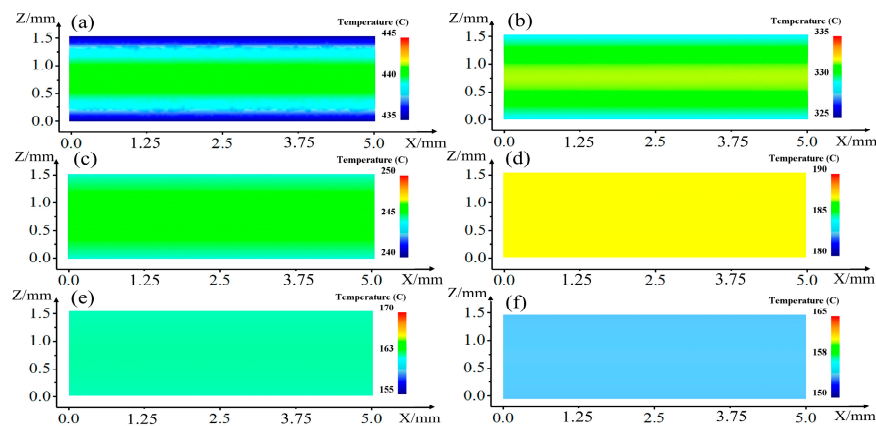 Z/mm
(a)
Temperature (C)
445
440
435
1.5
1.0
0.5
0.0
0.0 1.25 2.5 3.75 5.0
X/mm
Z/mm
(b)
Temperature (C)
335
330
325
1.5
1.0
0.5
0.0
0.0 1.25 2.5 3.75 5.0
X/mm
Z/mm
(c)
Temperature (C)
250
245
240
1.5
1.0
0.5
0.0
0.0 1.25 2.5 3.75 5.0
X/mm
Z/mm
(d)
Temperature (C)
190
185
180
1.5
1.0
0.5
0.0
0.0 1.25 2.5 3.75 5.0
X/mm
Z/mm
(e)
Temperature (C)
170
163
155
1.5
1.0
0.5
0.0
0.0 1.25 2.5 3.75 5.0
X/mm
Z/mm
(f)
Temperature (C)
165
158
150
1.5
1.0
0.5
0.0
0.0 1.25 2.5 3.75 5.0
X/mm